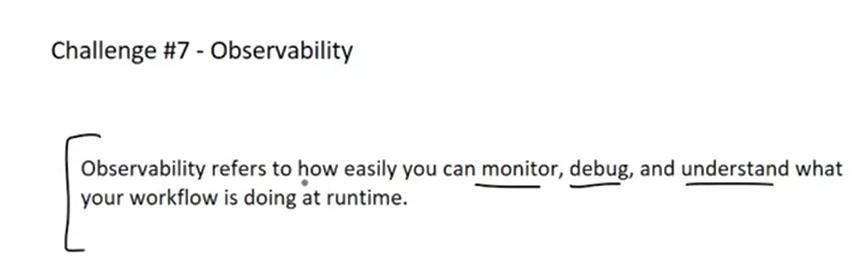 Challenge #7 - Observability
Observability refers to how easily you can monitor, debug, and understand what
your workflow is doing at runtime.